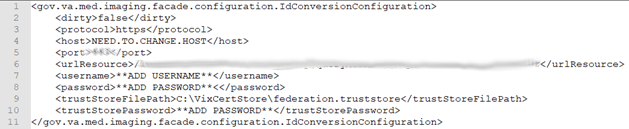 1 <gov.va.med.imaging.facade.configuration.IdConversionConfiguration>
2 <dirty>false</dirty>
3 <protocol>https</protocol>
4 <host>NEED.TO.CHANGE.HOST</host>
5 <port></port>
6 <urlResource>/</urlResource>
7 <username>**ADD USERNAME**</username>
8 <password>**ADD PASSWORD**<</password>
9 <trustStoreFilePath>C:\VixCertStore\federation.truststore</trustStoreFilePath>
10 <trustStorePassword>**ADD PASSWORD**</trustStorePassword>
11 </gov.va.med.imaging.facade.configuration.IdConversionConfiguration>